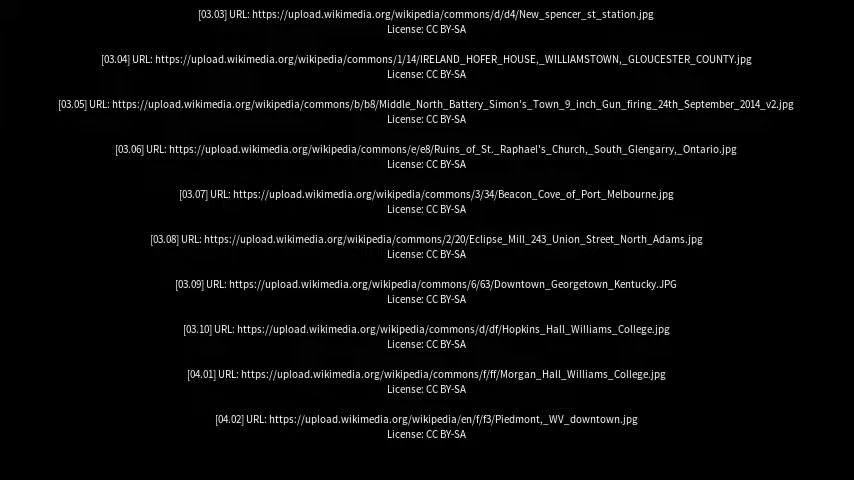 [03.03] URL: https://upload.wikimedia.org/wikipedia/commons/d/d4/New_spencer_st_station.jpg
License: CC BY-SA
[03.04] URL: https://upload.wikimedia.org/wikipedia/commons/1/14/IRELAND_HOFER_HOUSE,_WILLIAMSTOWN,_GLOUCESTER_COUNTY.jpg
License: CC BY-SA
[03.05] URL: https://upload.wikimedia.org/wikipedia/commons/b/b8/Middle_North_Battery_Simon's_Town_9_inch_Gun_firing_24th_September_2014_v2.jpg
License: CC BY-SA
[03.06] URL: https://upload.wikimedia.org/wikipedia/commons/e/e8/Ruins_of_St._Raphael's_Church,_South_Glengarry,_Ontario.jpg
License: CC BY-SA
[03.07] URL: https://upload.wikimedia.org/wikipedia/commons/3/34/Beacon_Cove_of_Port_Melbourne.jpg
License: CC BY-SA
[03.08] URL: https://upload.wikimedia.org/wikipedia/commons/2/20/Eclipse_Mill_243_Union_Street_North_Adams.jpg
License: CC BY-SA
[03.09] URL: https://upload.wikimedia.org/wikipedia/commons/6/63/Downtown_Georgetown_Kentucky.JPG
License: CC BY-SA
[03.10] URL: https://upload.wikimedia.org/wikipedia/commons/d/df/Hopkins_Hall_Williams_College.jpg
License: CC BY-SA
[04.01] URL: https://upload.wikimedia.org/wikipedia/commons/f/ff/Morgan_Hall_Williams_College.jpg
License: CC BY-SA
[04.02] URL: https://upload.wikimedia.org/wikipedia/en/f/f3/Piedmont,_WV_downtown.jpg
License: CC BY-SA